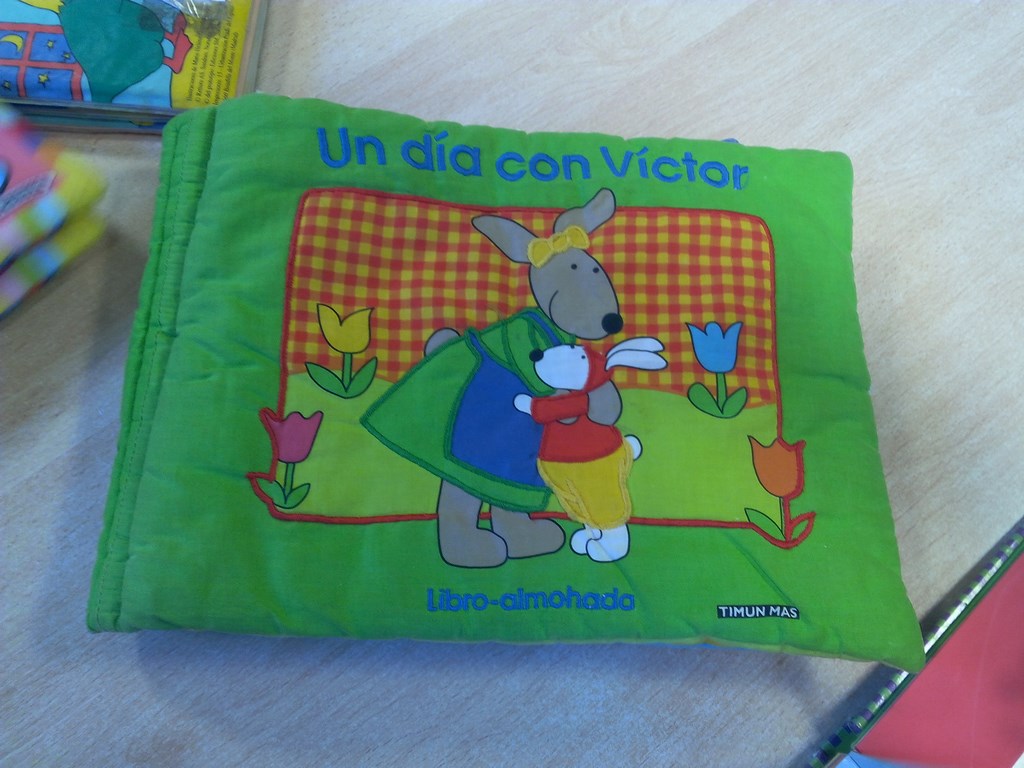 Un día con Víctor
Libro-almohada
TIMUN MAS